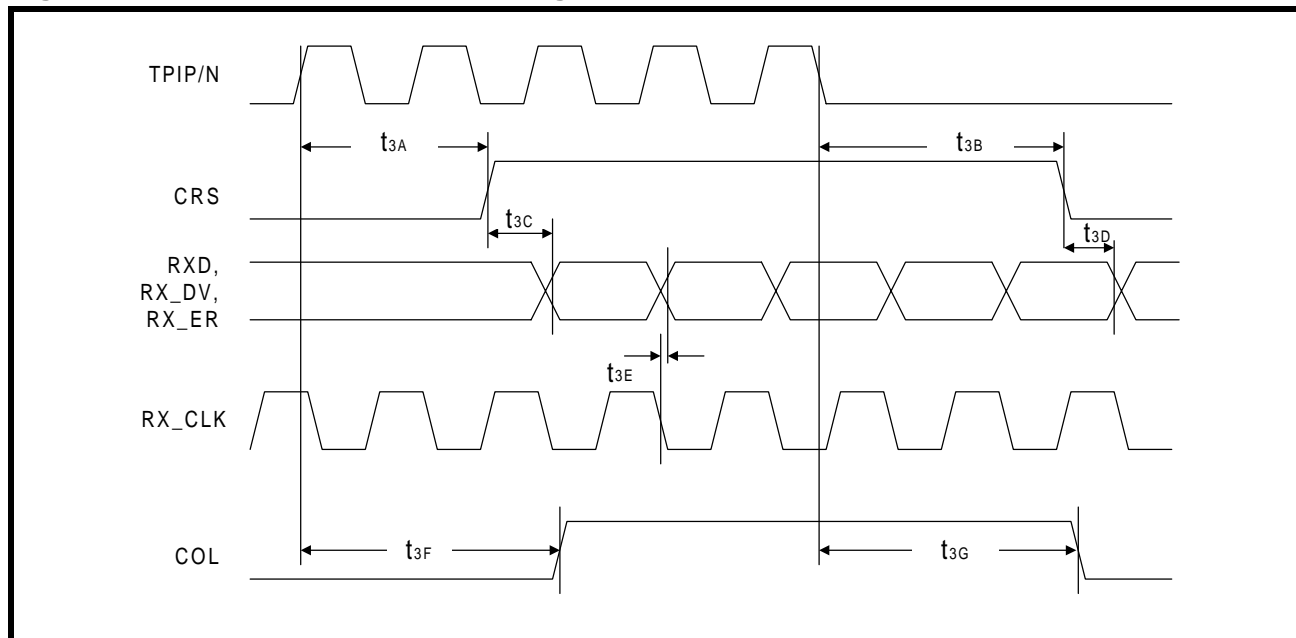 TPIP/N
t3A
t3B
CRS
t3C
t3D
RXD,
RX_DV,
RX_ER
t3E
RX_CLK
COL
t3F
t3G